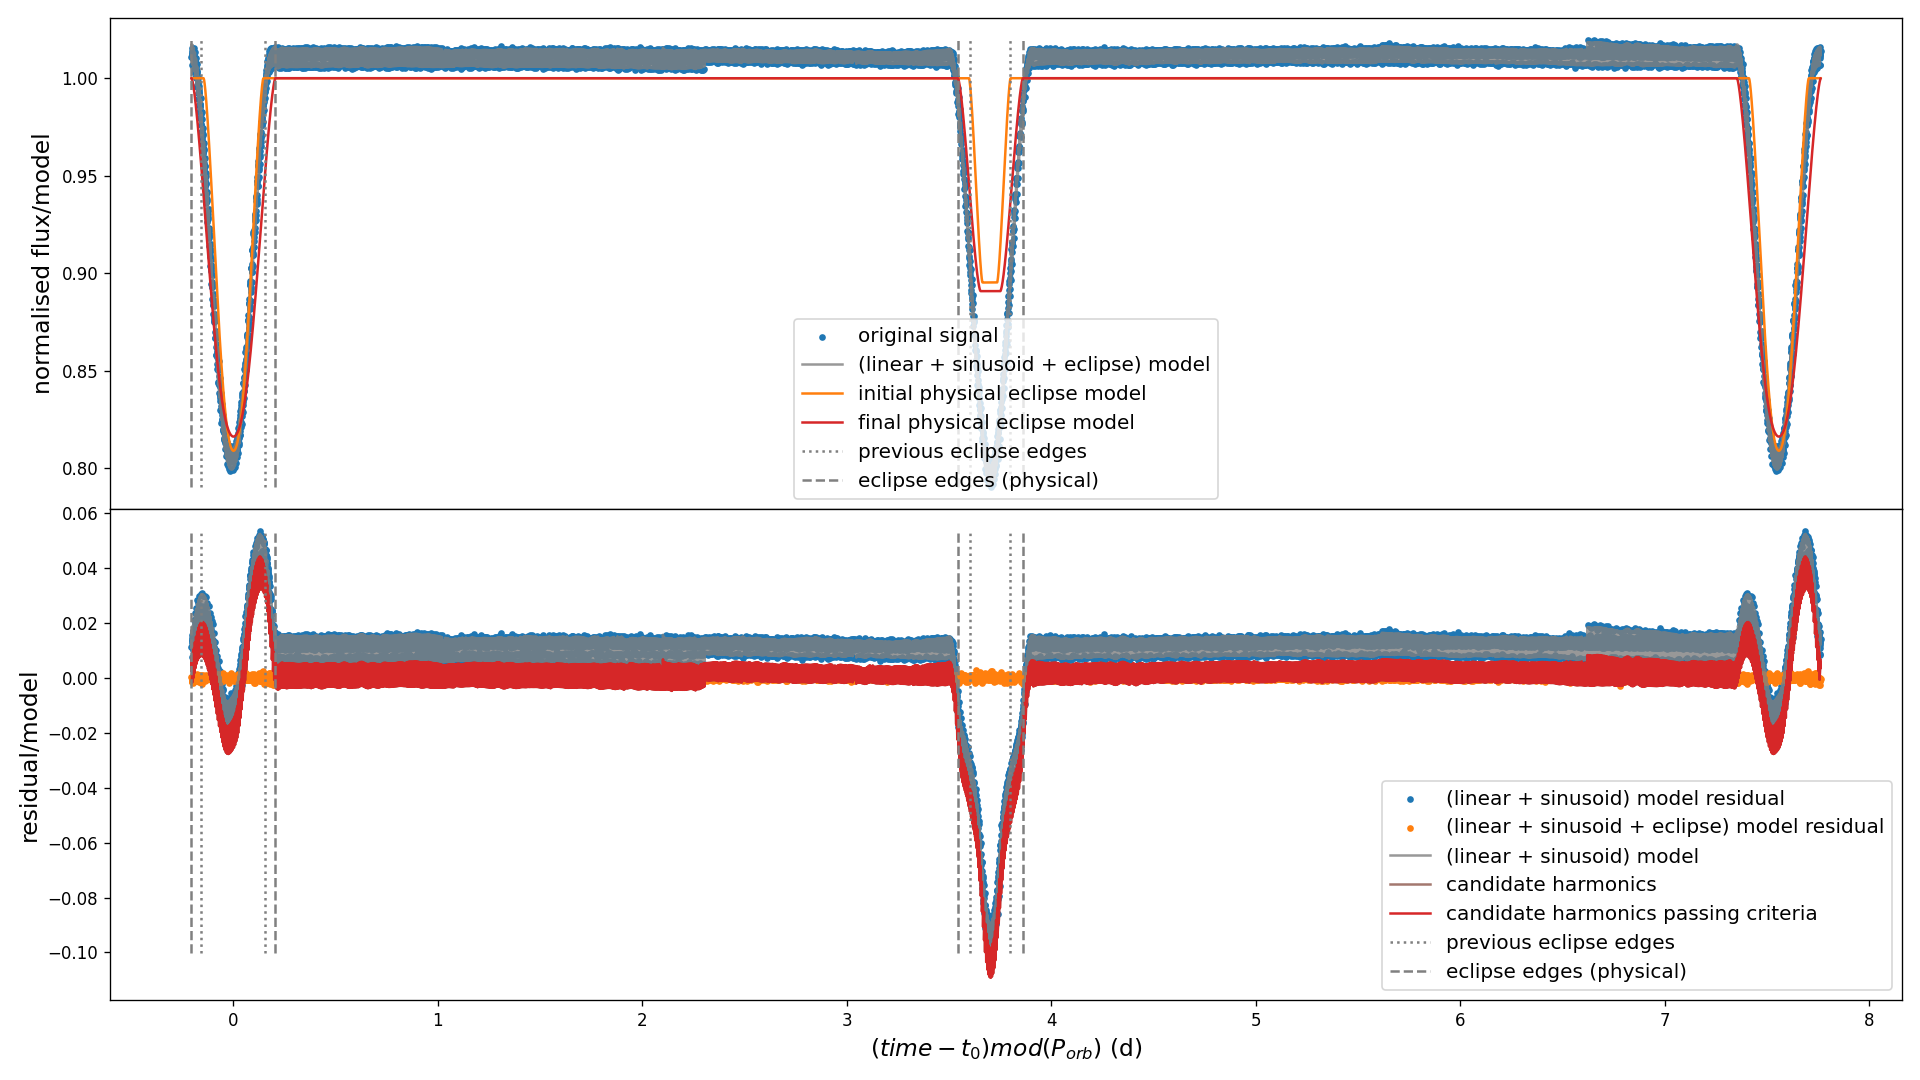 normalised flux/model
1.00
0.95
0.90
0.85
0.80
original signal
(linear + sinusoid + eclipse) model
initial physical eclipse model
final physical eclipse model
previous eclipse edges
eclipse edges (physical)
residual/model
0.06
0.04
0.02
0.00
−0.02
−0.04
−0.06
−0.08
−0.10
(linear + sinusoid) model residual
(linear + sinusoid + eclipse) model residual
(linear + sinusoid) model
candidate harmonics
candidate harmonics passing criteria
previous eclipse edges
eclipse edges (physical)
0 1 2 3 4 5 6 7 8
(time − t₀)mod(Pₒᵣb) (d)